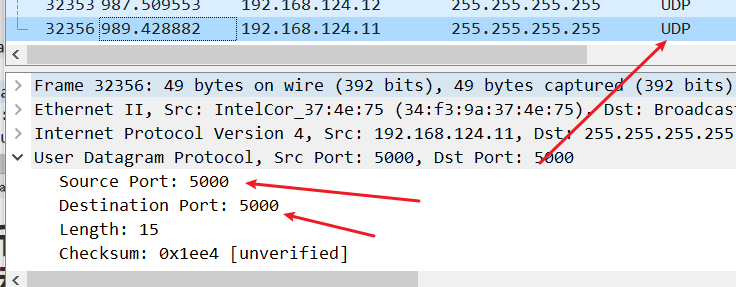 32353 987.509553 192.168.124.12 255.255.255.255 UDP
32356 989.428882 192.168.124.11 255.255.255.255 UDP
Frame 32356: 49 bytes on wire (392 bits), 49 bytes captured (392 bits)
Ethernet II, Src: IntelCor_37:4e:75 (34:f3:9a:37:4e:75), Dst: Broadcas
Internet Protocol Version 4, Src: 192.168.124.11, Dst: 255.255.255.255
User Datagram Protocol, Src Port: 5000, Dst Port: 5000
Source Port: 5000
Destination Port: 5000
Length: 15
Checksum: 0x1ee4 [unverified]